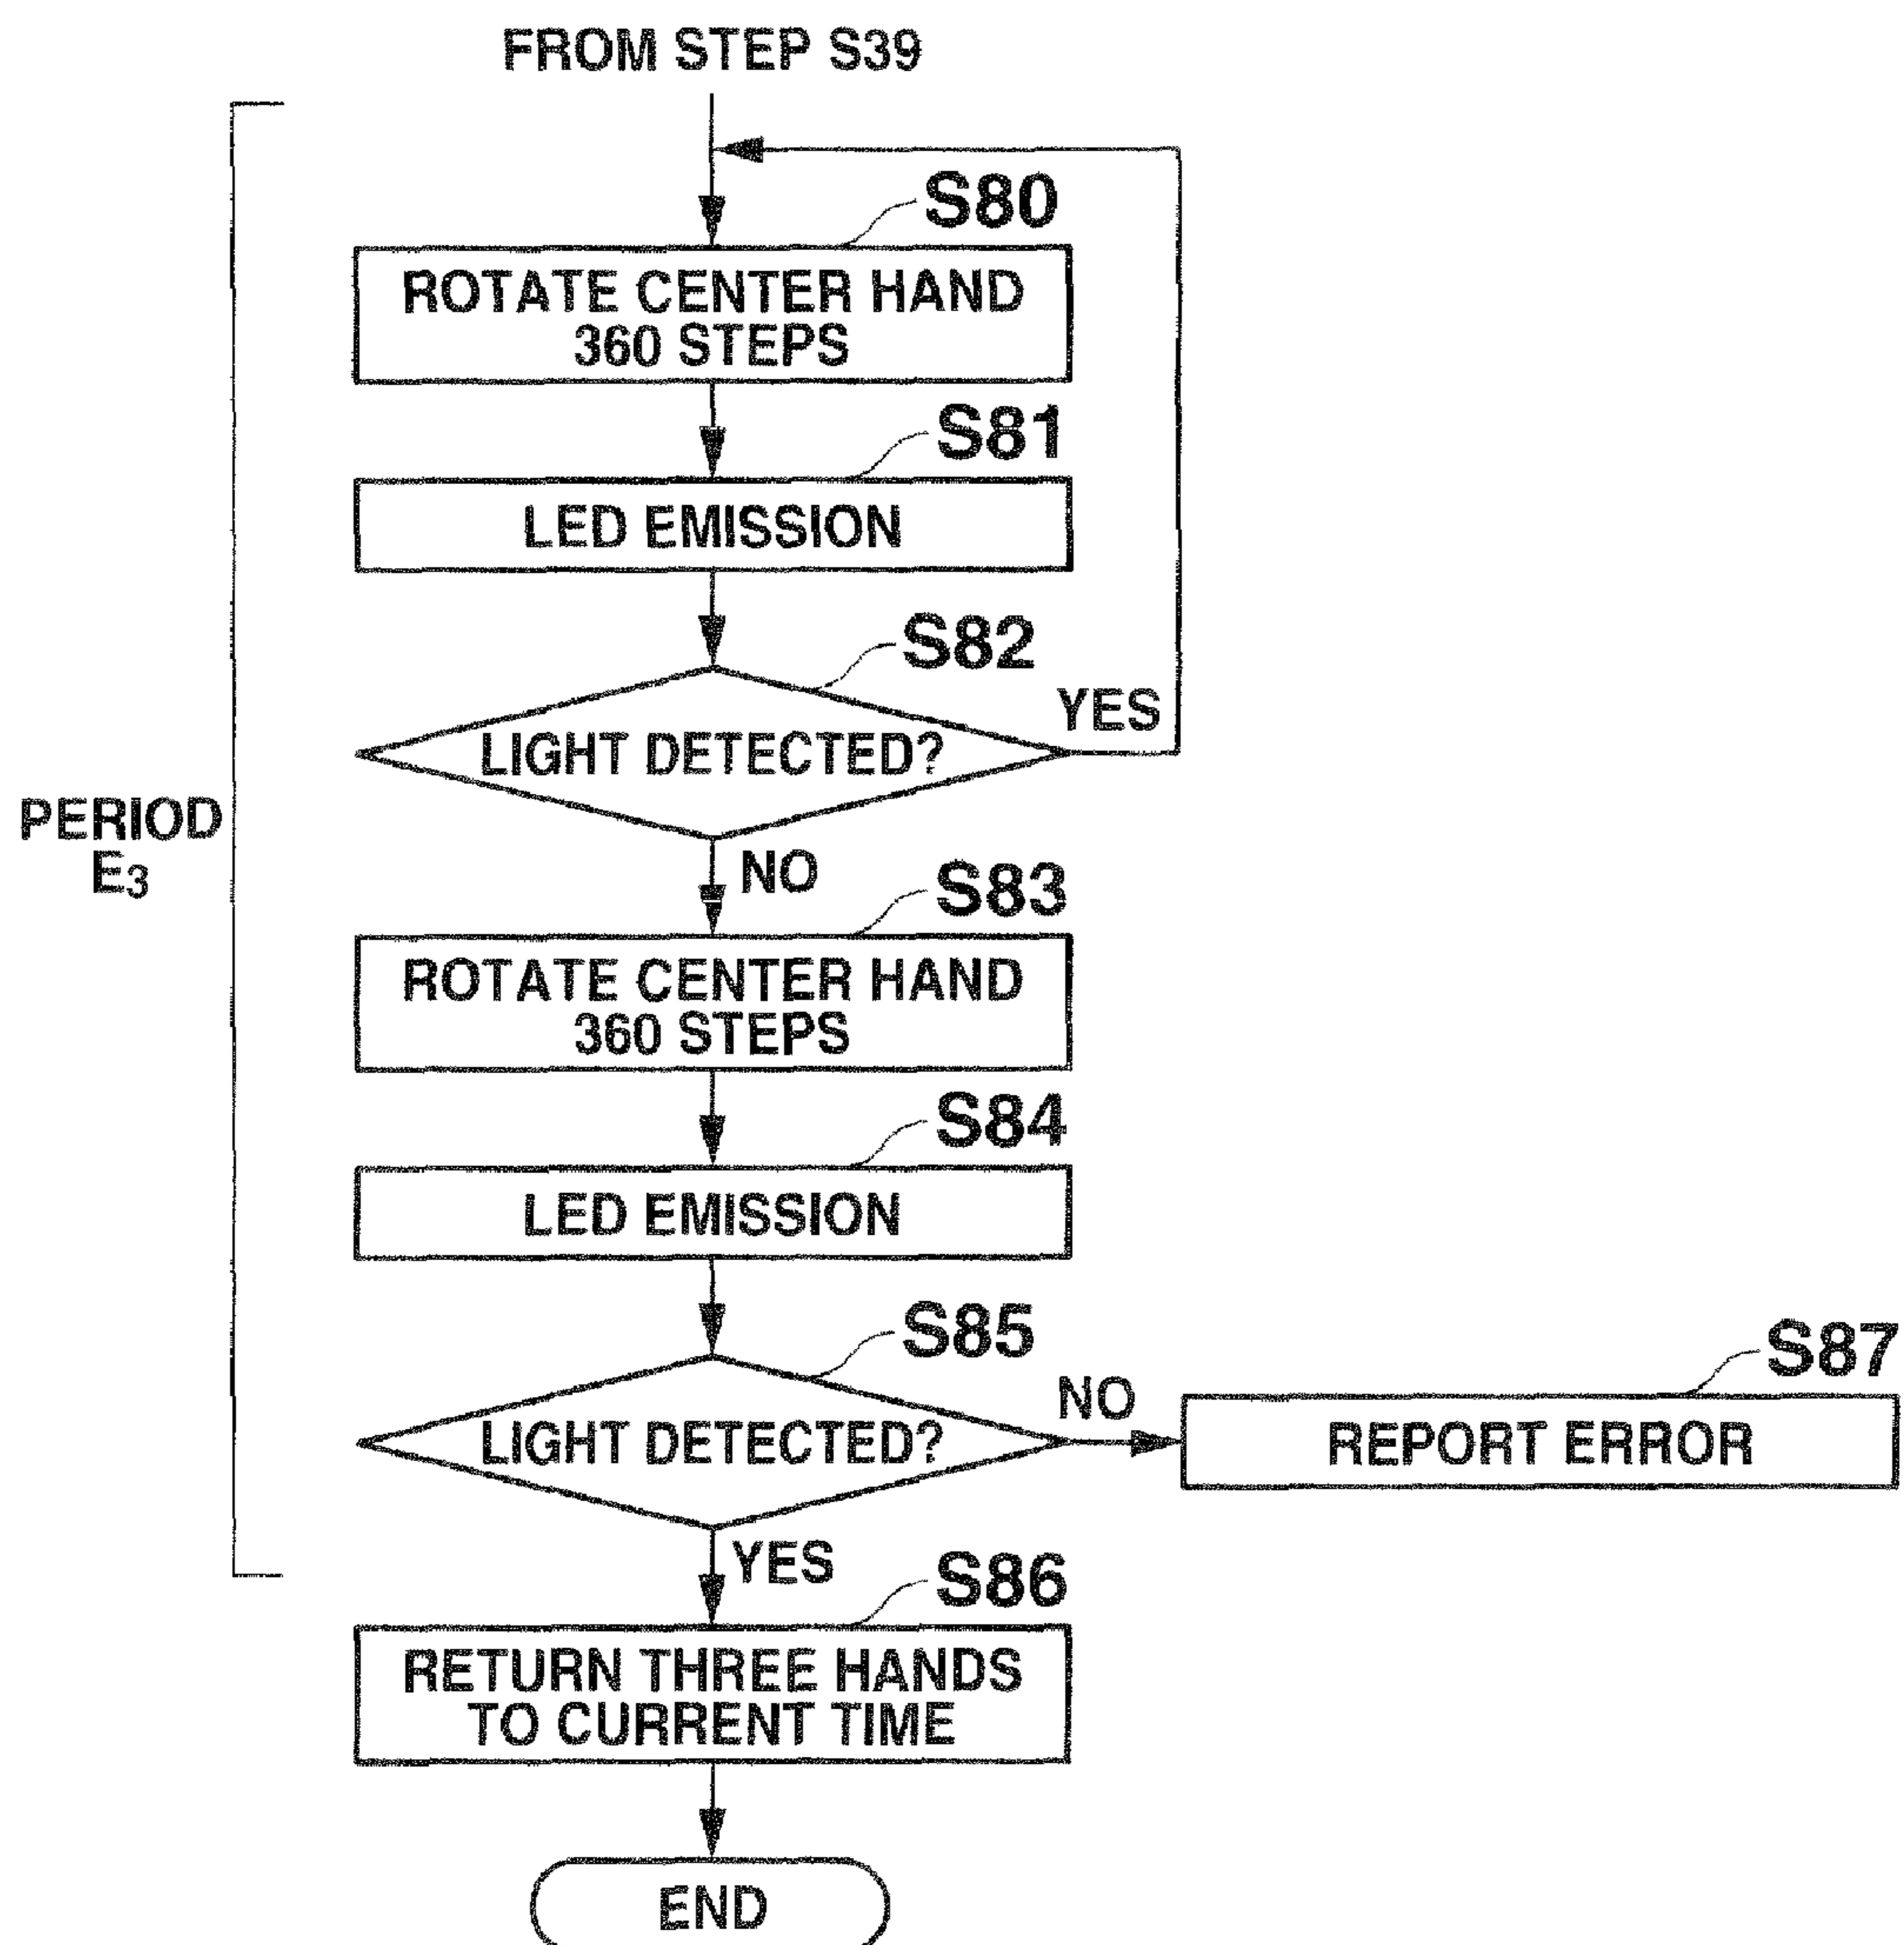 FROM STEP S39
S80
ROTATE CENTER HAND
360 STEPS
S81
LED EMISSION
S82
LIGHT DETECTED?
YES
PERIOD
E3
NO
S83
ROTATE CENTER HAND
360 STEPS
S84
LED EMISSION
S85
LIGHT DETECTED?
NO
S87
REPORT ERROR
YES
S86
RETURN THREE HANDS
TO CURRENT TIME
END